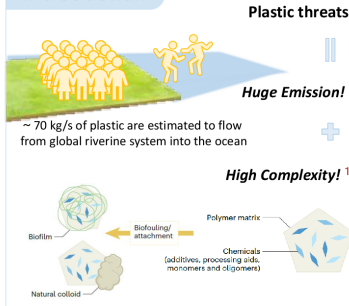 Plastic threats
Huge Emission!
~ 70 kg/s of plastic are estimated to flow
from global riverine system into the ocean
High Complexity! 1
Biofilm
Natural colloid
Biofouling/
attachment
Polymer matrix
Chemicals
(additives, processing aids,
monomers and oligomers)